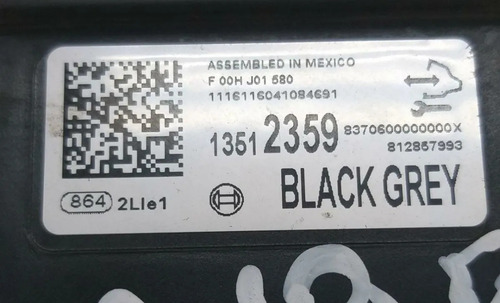 ASSEMBLED IN MEXICO
F 00H J01 580
1116116041084691
1351 2359 8370600000000X
812857993
864 2LIe1 BLACK GREY